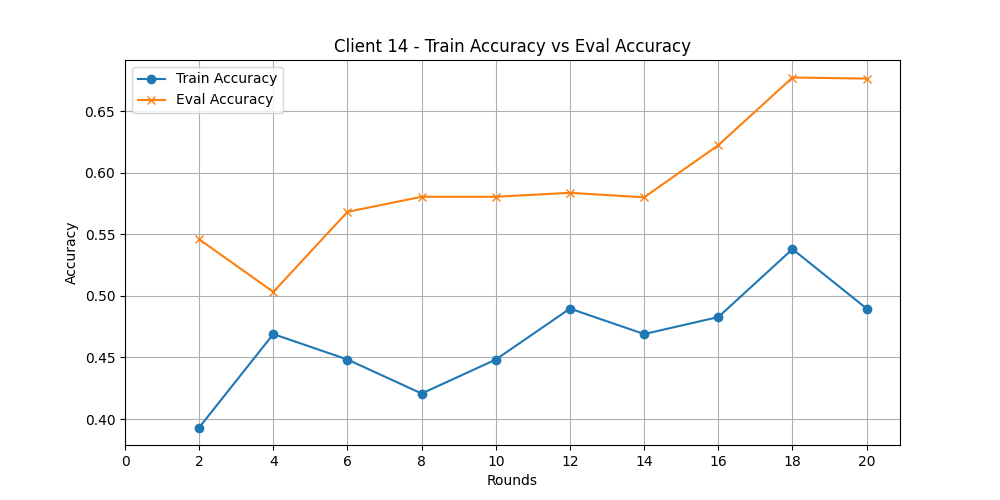 Client 14 - Train Accuracy vs Eval Accuracy
Train Accuracy
Eval Accuracy
0.65
0.60
0.55
0.50
0.45
0.40
Accuracy
0 2 4 6 8 10 12 14 16 18 20
Rounds